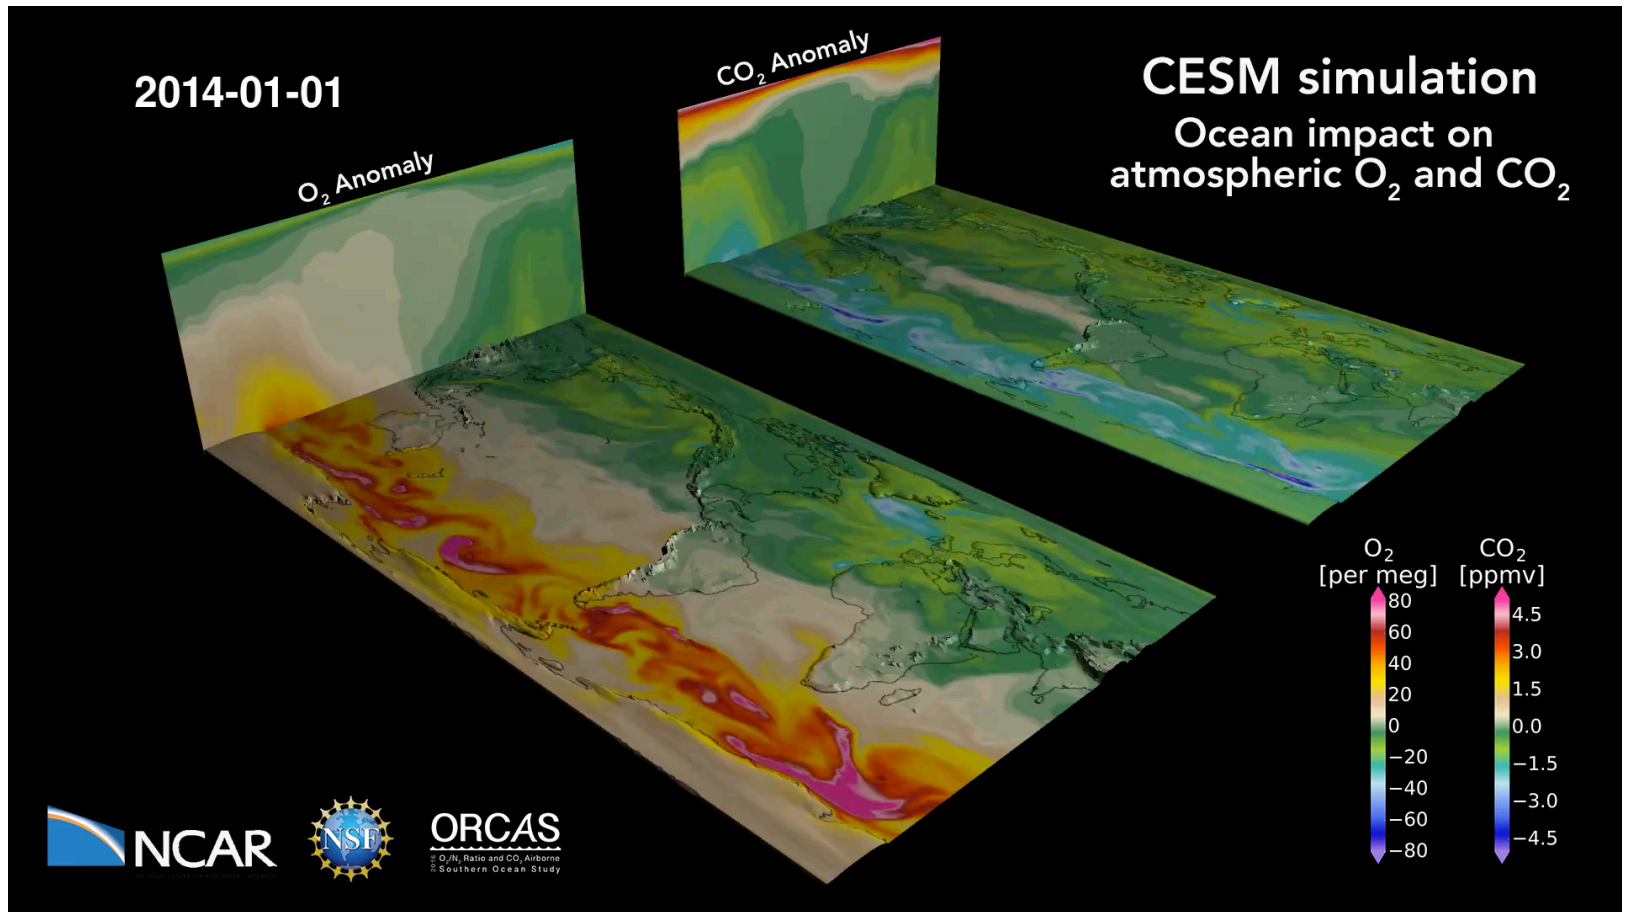 2014-01-01
O2 Anomaly
CO2 Anomaly
CESM simulation
Ocean impact on
atmospheric O2 and CO2
O2
[per meg]
80
60
40
20
0
−20
−40
−60
−80
CO2
[ppmv]
4.5
3.0
1.5
0.0
−1.5
−3.0
−4.5
NCAR
NSF
ORCAS
2016
O2/N2 Ratio and CO2 Airborne
Southern Ocean Study